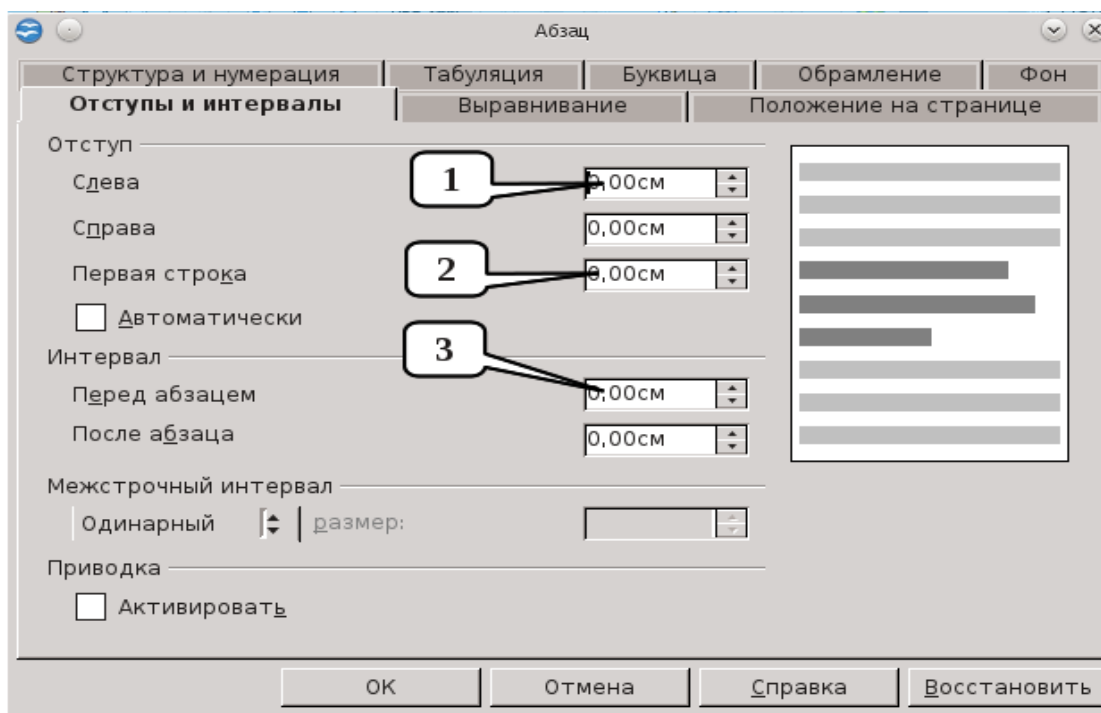 Абзац
Структура и нумерация Табуляция Буквица Обрамление Фон
Отступы и интервалы Выравнивание Положение на странице
Отступ
Слева 1 0,00см
Справа 0,00см
Первая строка 2 0,00см
Автоматически
3
Интервал
Перед абзацем 0,00см
После абзаца 0,00см
Межстрочный интервал
Одинарный размер:
Приводка
Активировать
ОК Отмена Справка Восстановить